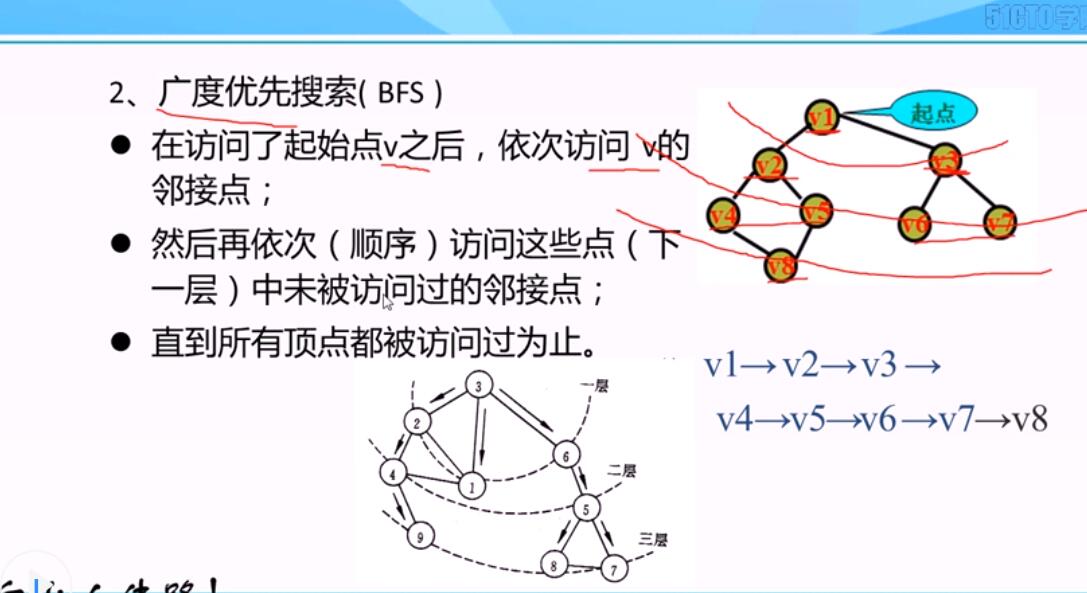 51CTO学
2、广度优先搜索( BFS )
● 在访问了起始点v之后，依次访问 v的
邻接点；
● 然后再依次（顺序）访问这些点（下
一层）中未被访问过的邻接点；
● 直到所有顶点都被访问过为止。
起点
v1
v2
v3
v4
v5
v6
v7
v8
v1→v2→v3→
v4→v5→v6→v7→v8
3
一层
2
6
二层
4
1
5
三层
9
8
7